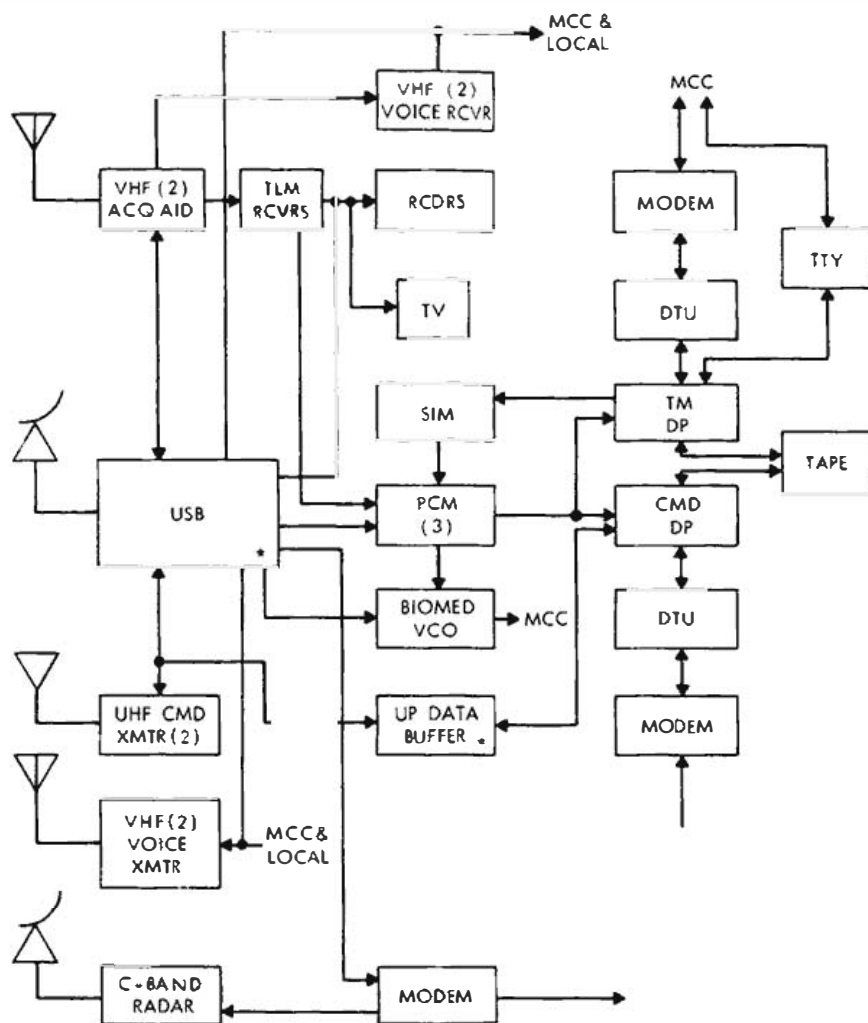 MCC &
LOCAL
VHF (2)
VOICE RCVR
MCC
VHF (2)
ACQ AID
TLM
RCVRS
RCDRS
MODEM
TTY
TV
DTU
SIM
TM
DP
TAPE
USB
*
PCM
(3)
CMD
DP
BIOMED
VCO
MCC
DTU
UHF CMD
XMTR (2)
UP DATA
BUFFER *
MODEM
VHF(2)
VOICE
XMTR
MCC &
LOCAL
C-BAND
RADAR
MODEM